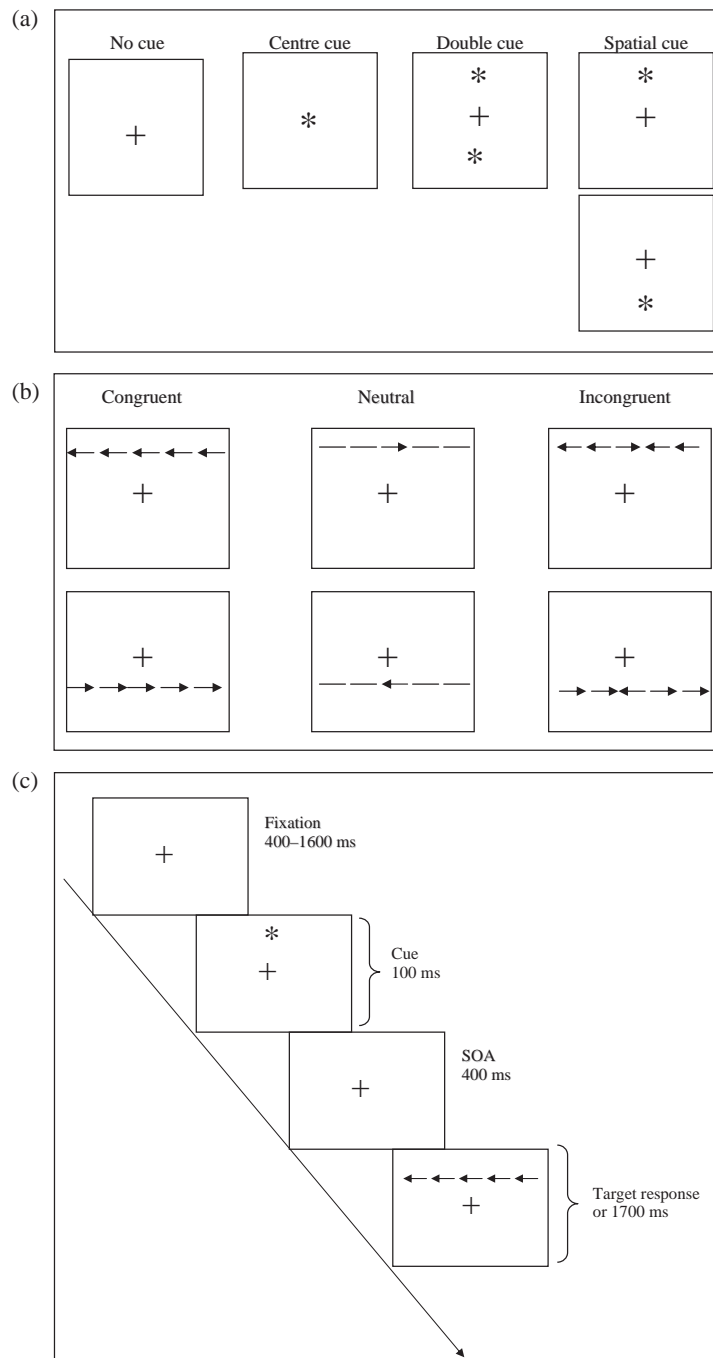 (a)
No cue Centre cue Double cue Spatial cue
+ * * *
+ +
*
+
*
(b)
Congruent Neutral Incongruent
+ + +
+ + +
(c)
+
Fixation
400–1600 ms
*
+
Cue
100 ms
+
SOA
400 ms
+
Target response
or 1700 ms